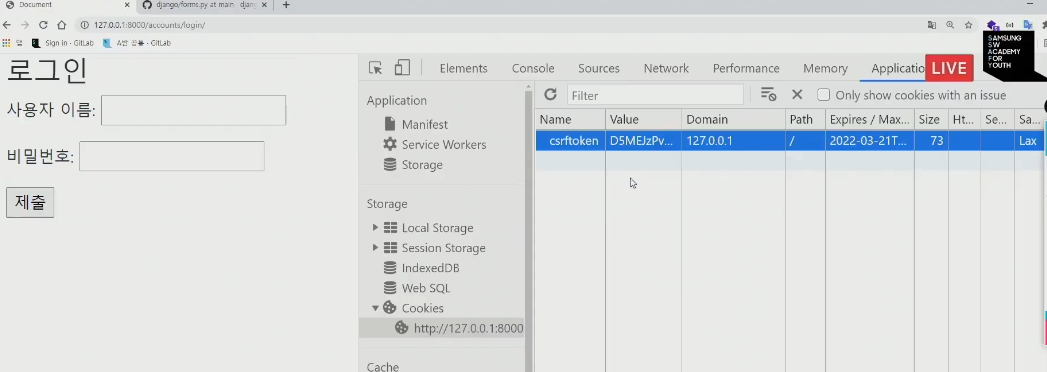 Document
django/forms.py at main · djang
127.0.0.1:8000/accounts/login/
Sign in · GitLab
GitLab
로그인
사용자 이름:
비밀번호:
제출
Elements
Console
Sources
Network
Performance
Memory
Applicatio
LIVE
SAMSUNG
SW
ACADEMY
FOR
YOUTH
Application
Manifest
Service Workers
Storage
Storage
Local Storage
Session Storage
IndexedDB
Web SQL
Cookies
http://127.0.0.1:8000
Cache
Filter
Only show cookies with an issue
Name Value Domain Path Expires / Max... Size Ht... Se... Sa...
csrftoken D5MEJzPv... 127.0.0.1 / 2022-03-21T... 73 Lax